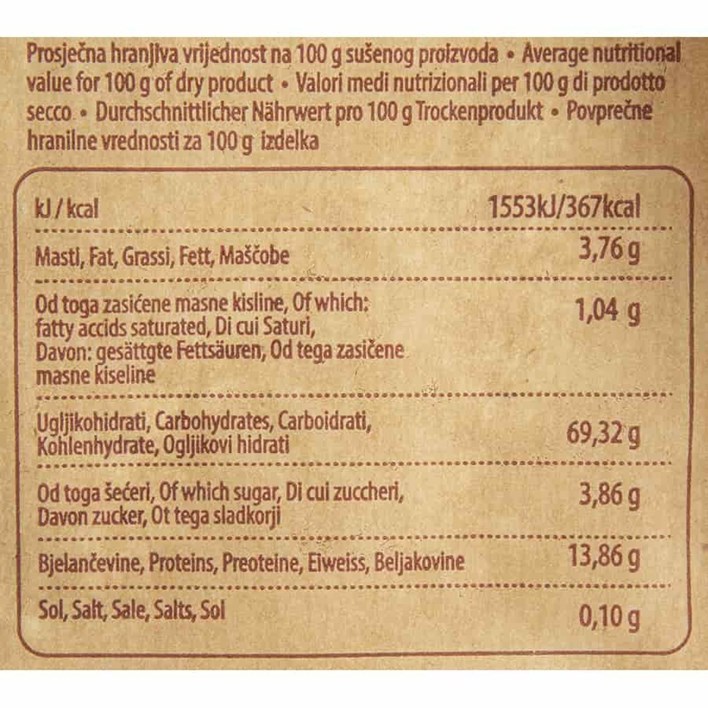 Prosječna hranjlva vrijednost na 100 g sušenog proizvoda • Average nutritional
value for 100 g of dry product • Valori medi nutrizionali per 100 g di prodotto
secco • Durchschnittlicher Nährwert pro 100 g Trockenprodukt • Povprečne
hranilne vrednosti za 100 g izdelka
kJ / kcal 1553kJ/367kcal
Masti, Fat, Grassi, Fett, Maščobe 3,76 g
Od toga zasićene masne kisline, Of which: 1,04 g
fatty accids saturated, Di cui Saturi,
Davon: gesättgte Fettsäuren, Od tega zasičene
masne kiseline
Ugljikohidrati, Carbohydrates, Carboidrati, 69,32 g
Kohlenhydrate, Ogljikovi hidrati
Od toga šećeri, Of which sugar, Di cui zuccheri, 3,86 g
Davon zucker, Ot tega sladkorji
Bjelančevine, Proteins, Preoteine, Eiweiss, Beljakovine 13,86 g
Sol, Salt, Sale, Salts, Sol 0,10 g